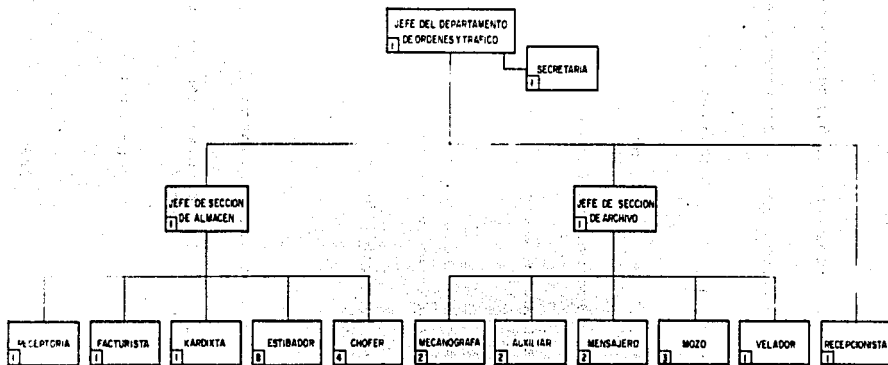 JEFE DEL DEPARTAMENTO
DE ORDENES Y TRAFICO
1
SECRETARIA
1
JEFE DE SECCION
DE ALMACEN
1
JEFE DE SECCION
DE ARCHIVO
1
RECEPTORIA
1
FACTURISTA
1
KARDIXTA
1
ESTIBADOR
8
CHOFER
4
MECANOGRAFA
2
AUXILIAR
2
MENSAJERO
2
MOZO
3
VELADOR
1
RECEPCIONISTA
1